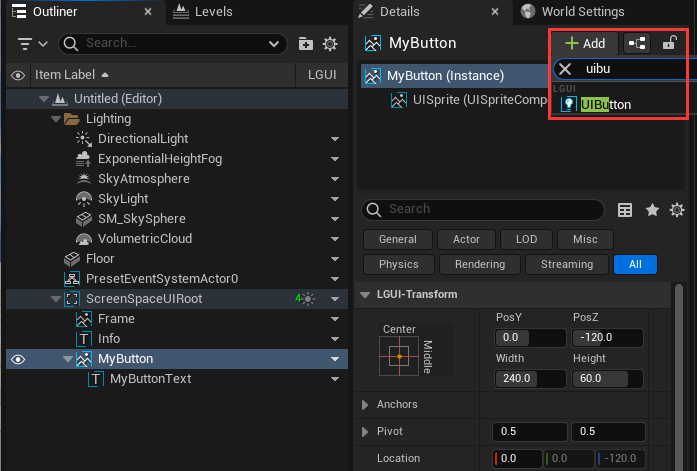 Outliner
Levels
Search...
Item Label
LGUI
Untitled (Editor)
Lighting
DirectionalLight
ExponentialHeightFog
SkyAtmosphere
SkyLight
SM_SkySphere
VolumetricCloud
Floor
PresetEventSystemActor0
ScreenSpaceUIRoot
4
Frame
Info
MyButton
MyButtonText
Details
World Settings
MyButton
Add
MyButton (Instance)
uibu
UISprite (UISpriteComp
LGUI
UIButton
Search
General
Actor
LOD
Misc
Physics
Rendering
Streaming
All
LGUI-Transform
Center
Middle
PosY
PosZ
0.0
-120.0
Width
Height
240.0
60.0
Anchors
Pivot
0.5
0.5
Location
0.0
0.0
-120.0